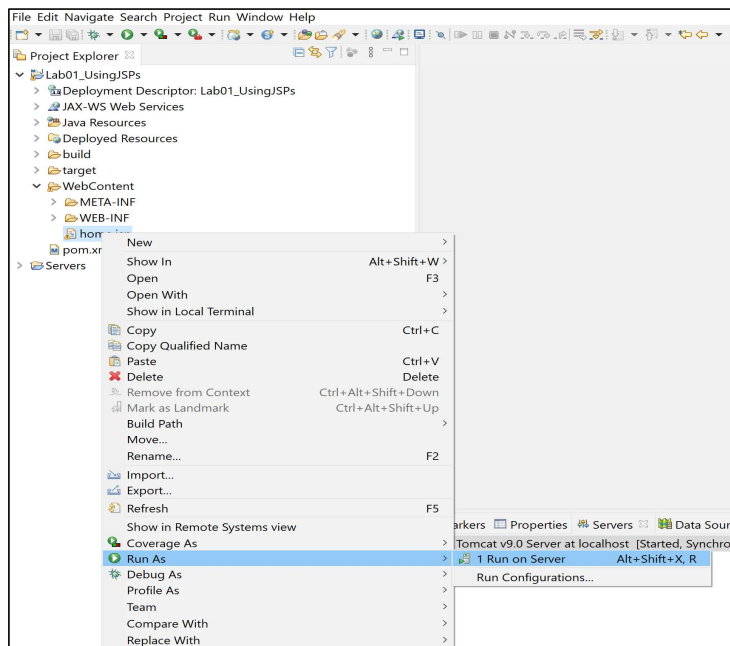 File Edit Navigate Search Project Run Window Help
Project Explorer
Lab01_UsingJSPs
Deployment Descriptor: Lab01_UsingJSPs
JAX-WS Web Services
Java Resources
Deployed Resources
build
target
WebContent
META-INF
WEB-INF
Servers
New
Show In Alt+Shift+W
Open F3
Open With
Show in Local Terminal
Copy Ctrl+C
Copy Qualified Name
Paste Ctrl+V
Delete Delete
Remove from Context Ctrl+Alt+Shift+Down
Mark as Landmark Ctrl+Alt+Shift+Up
Build Path
Move...
Rename... F2
Import...
Export...
Refresh F5
Show in Remote Systems view
Coverage As
Run As
Debug As
Profile As
Team
Compare With
Replace With
arkers Properties Servers Data Sour
Tomcat v9.0 Server at localhost [Started, Synchro
1 Run on Server Alt+Shift+X, R
Run Configurations...